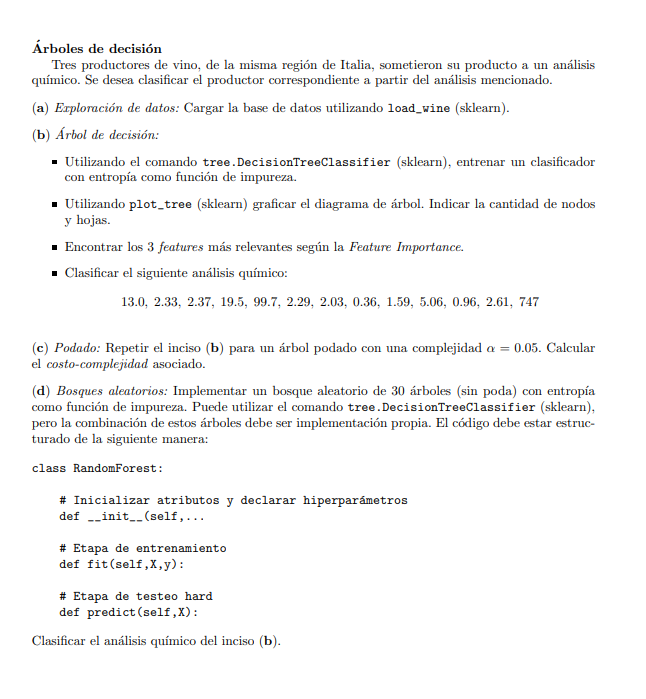 Árboles de decisión
Tres productores de vino, de la misma región de Italia, sometieron su producto a un análisis
químico. Se desea clasificar el productor correspondiente a partir del análisis mencionado.
(a) Exploración de datos: Cargar la base de datos utilizando load_wine (sklearn).
(b) Árbol de decisión:
▪ Utilizando el comando tree.DecisionTreeClassifier (sklearn), entrenar un clasificador
con entropía como función de impureza.
▪ Utilizando plot_tree (sklearn) graficar el diagrama de árbol. Indicar la cantidad de nodos
y hojas.
▪ Encontrar los 3 features más relevantes según la Feature Importance.
▪ Clasificar el siguiente análisis químico:
13.0, 2.33, 2.37, 19.5, 99.7, 2.29, 2.03, 0.36, 1.59, 5.06, 0.96, 2.61, 747
(c) Podado: Repetir el inciso (b) para un árbol podado con una complejidad α = 0.05. Calcular
el costo-complejidad asociado.
(d) Bosques aleatorios: Implementar un bosque aleatorio de 30 árboles (sin poda) con entropía
como función de impureza. Puede utilizar el comando tree.DecisionTreeClassifier (sklearn),
pero la combinación de estos árboles debe ser implementación propia. El código debe estar estruc-
turado de la siguiente manera:
class RandomForest:
# Inicializar atributos y declarar hiperparámetros
def __init__(self,...
# Etapa de entrenamiento
def fit(self,X,y):
# Etapa de testeo hard
def predict(self,X):
Clasificar el análisis químico del inciso (b).